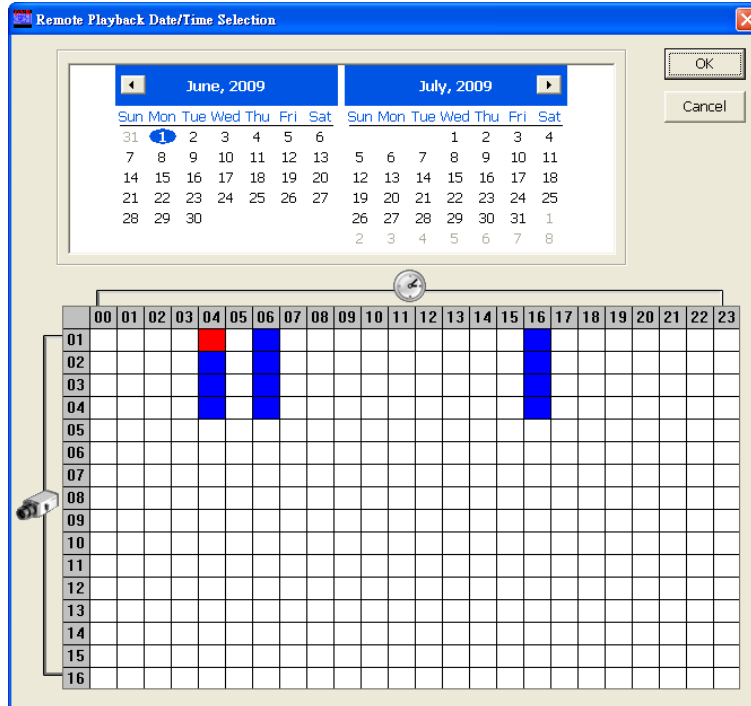 Remote Playback Date/Time Selection
OK
Cancel
June, 2009 July, 2009
Sun Mon Tue Wed Thu Fri Sat Sun Mon Tue Wed Thu Fri Sat
31 1 2 3 4 5 6 1 2 3 4
7 8 9 10 11 12 13 5 6 7 8 9 10 11
14 15 16 17 18 19 20 12 13 14 15 16 17 18
21 22 23 24 25 26 27 19 20 21 22 23 24 25
28 29 30 26 27 28 29 30 31 1
2 3 4 5 6 7 8
00 01 02 03 04 05 06 07 08 09 10 11 12 13 14 15 16 17 18 19 20 21 22 23
01
02
03
04
05
06
07
08
09
10
11
12
13
14
15
16